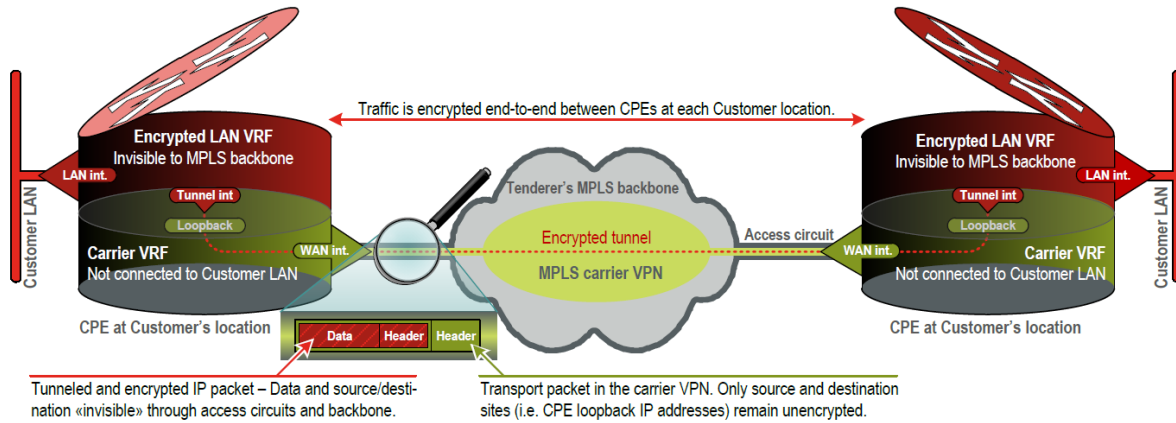 Traffic is encrypted end-to-end between CPEs at each Customer location.
Customer LAN
LAN int.
Encrypted LAN VRF
Invisible to MPLS backbone
Tunnel int
Loopback
WAN int.
Carrier VRF
Not connected to Customer LAN
CPE at Customer's location
Tenderer's MPLS backbone
Encrypted tunnel
MPLS carrier VPN
Access circuit
Encrypted LAN VRF
Invisible to MPLS backbone
LAN int.
Tunnel int
Loopback
WAN int.
Carrier VRF
Not connected to Customer LAN
Customer LAN
CPE at Customer's location
Data
Header
Header
Tunneled and encrypted IP packet – Data and source/desti-
nation «invisible» through access circuits and backbone.
Transport packet in the carrier VPN. Only source and destination
sites (i.e. CPE loopback IP addresses) remain unencrypted.